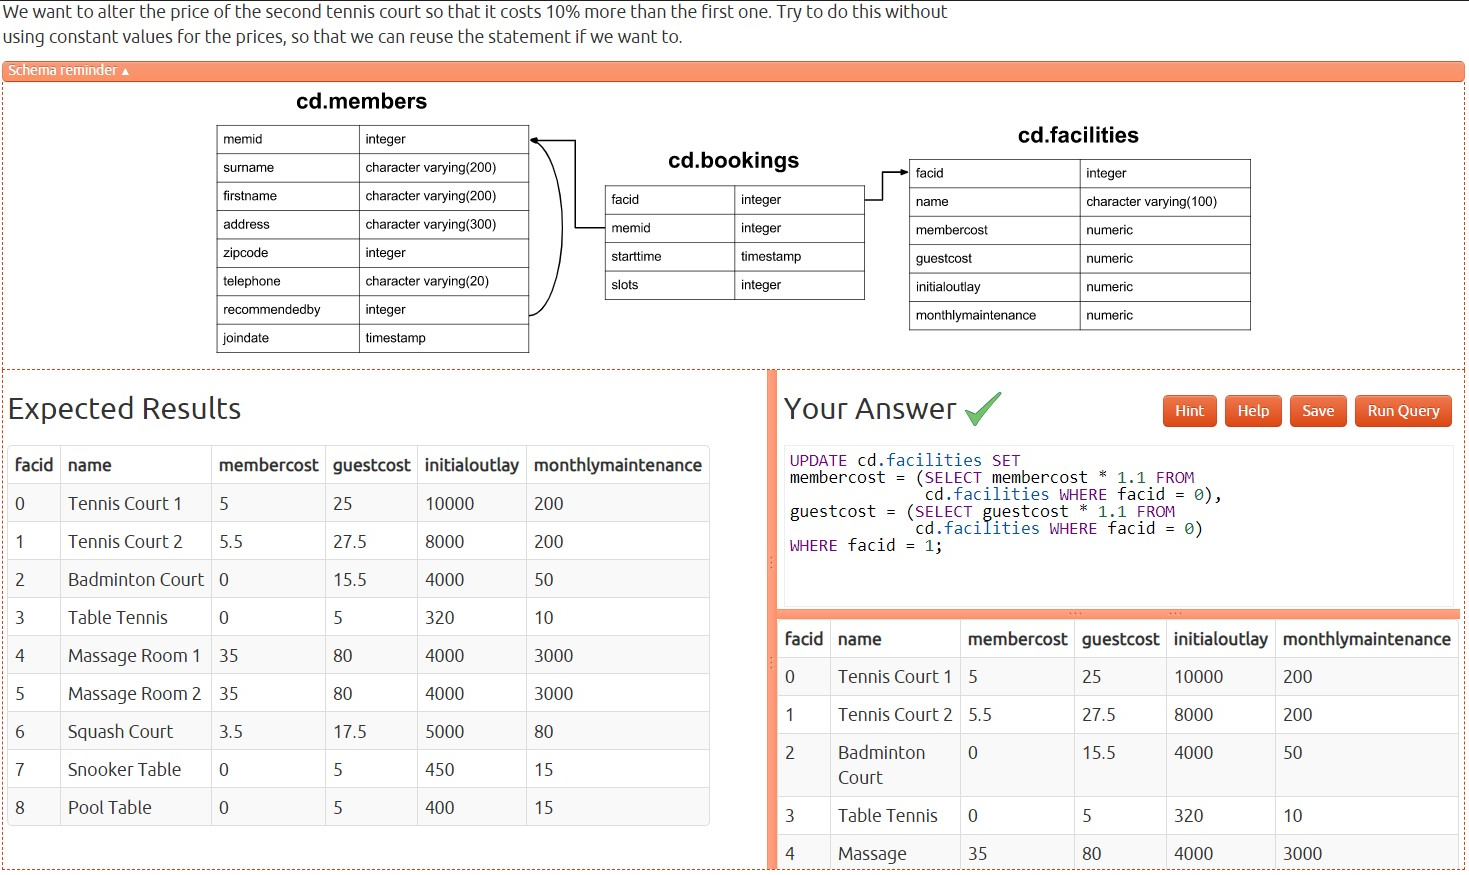 We want to alter the price of the second tennis court so that it costs 10% more than the first one. Try to do this without
using constant values for the prices, so that we can reuse the statement if we want to.
Schema reminder ▲
cd.members
memid integer
surname character varying(200)
firstname character varying(200)
address character varying(300)
zipcode integer
telephone character varying(20)
recommendedby integer
joindate timestamp
cd.bookings
facid integer
memid integer
starttime timestamp
slots integer
cd.facilities
facid integer
name character varying(100)
membercost numeric
guestcost numeric
initialoutlay numeric
monthlymaintenance numeric
Expected Results
facid name membercost guestcost initialoutlay monthlymaintenance
0 Tennis Court 1 5 25 10000 200
1 Tennis Court 2 5.5 27.5 8000 200
2 Badminton Court 0 15.5 4000 50
3 Table Tennis 0 5 320 10
4 Massage Room 1 35 80 4000 3000
5 Massage Room 2 35 80 4000 3000
6 Squash Court 3.5 17.5 5000 80
7 Snooker Table 0 5 450 15
8 Pool Table 0 5 400 15
Your Answer
Hint Help Save Run Query
UPDATE cd.facilities SET
membercost = (SELECT membercost * 1.1 FROM
cd.facilities WHERE facid = 0),
guestcost = (SELECT guestcost * 1.1 FROM
cd.facilities WHERE facid = 0)
WHERE facid = 1;
facid name membercost guestcost initialoutlay monthlymaintenance
0 Tennis Court 1 5 25 10000 200
1 Tennis Court 2 5.5 27.5 8000 200
2 Badminton 0 15.5 4000 50
Court
3 Table Tennis 0 5 320 10
4 Massage 35 80 4000 3000